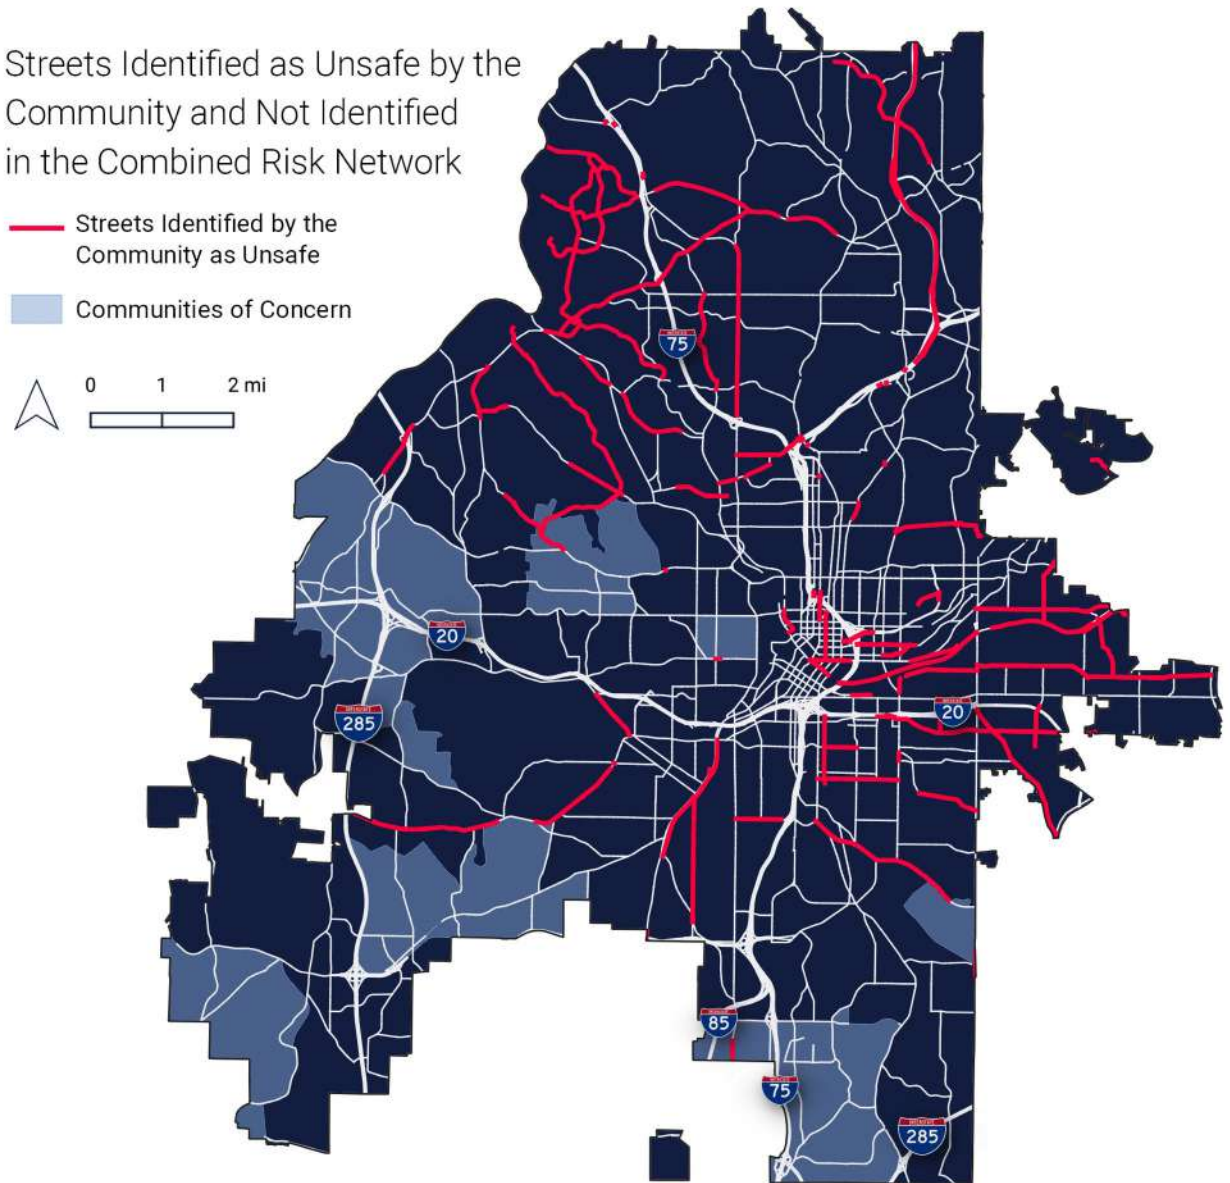 Streets Identified as Unsafe by the
Community and Not Identified
in the Combined Risk Network
Streets Identified by the
Community as Unsafe
Communities of Concern
0 1 2 mi
75
20
285
20
85
75
285